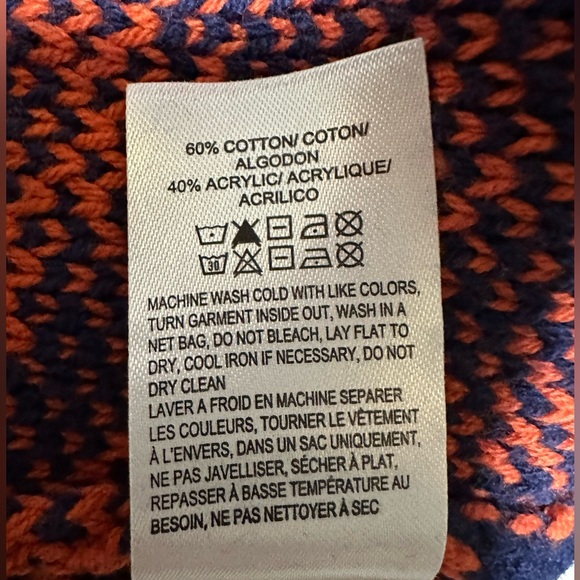 60% COTTON/ COTON/
ALGODON
40% ACRYLIC/ ACRYLIQUE/
ACRILICO
30
MACHINE WASH COLD WITH LIKE COLORS,
TURN GARMENT INSIDE OUT, WASH IN A
NET BAG, DO NOT BLEACH, LAY FLAT TO
DRY, COOL IRON IF NECESSARY, DO NOT
DRY CLEAN
LAVER A FROID EN MACHINE SEPARER
LES COULEURS, TOURNER LE VÊTEMENT
À L'ENVERS, DANS UN SAC UNIQUEMENT,
NE PAS JAVELLISER, SÉCHER À PLAT,
REPASSER À BASSE TEMPÉRATURE AU
BESOIN, NE PAS NETTOYER À SEC